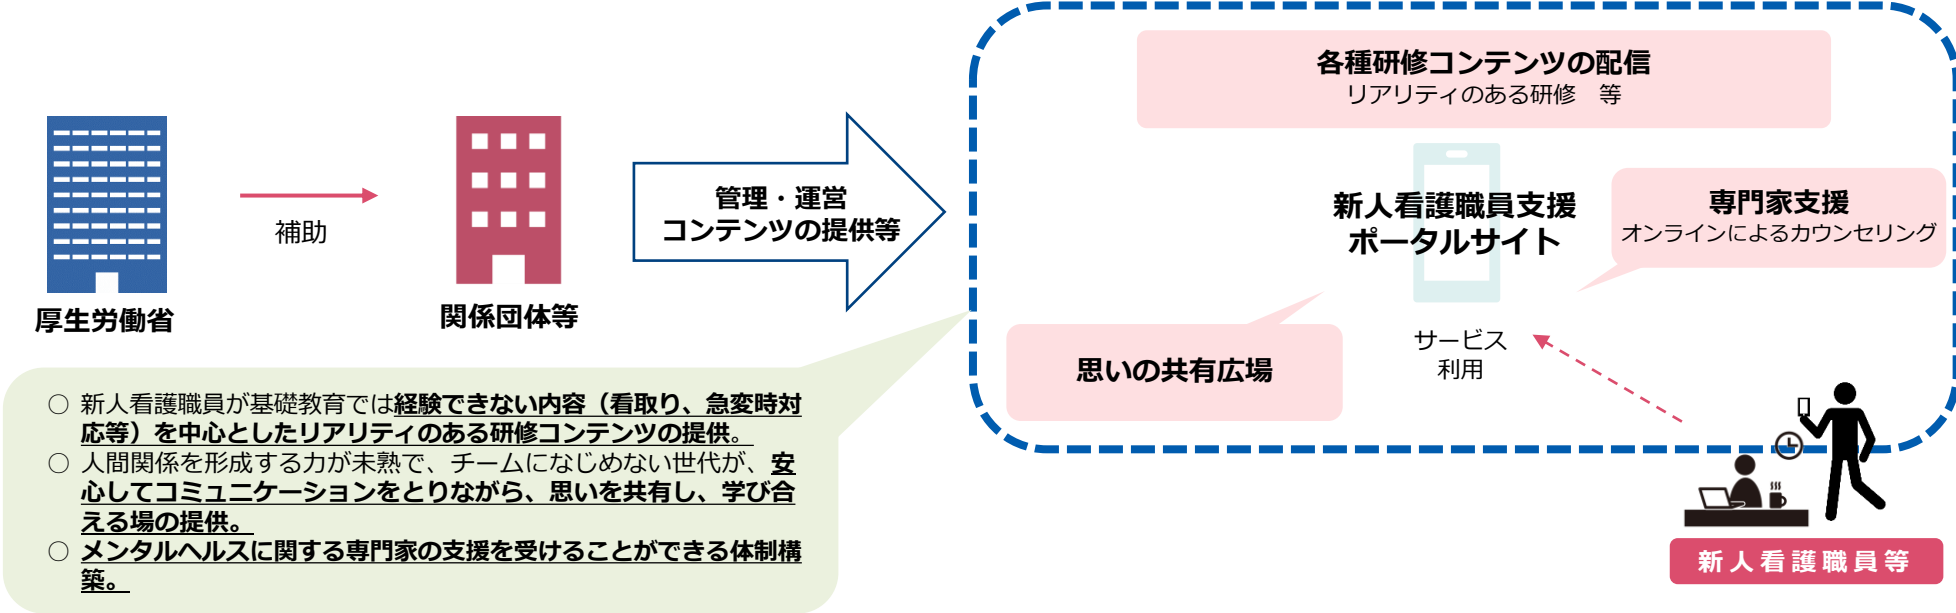 厚生労働省
補助
関係団体等
管理・運営
コンテンツの提供等
各種研修コンテンツの配信
リアリティのある研修　等
新人看護職員支援
ポータルサイト
専門家支援
オンラインによるカウンセリング
思いの共有広場
サービス
利用
新人看護職員等
○ 新人看護職員が基礎教育では経験できない内容（看取り、急変時対
応等）を中心としたリアリティのある研修コンテンツの提供。
○ 人間関係を形成する力が未熟で、チームになじめない世代が、安
心してコミュニケーションをとりながら、思いを共有し、学び合
える場の提供。
○ メンタルヘルスに関する専門家の支援を受けることができる体制構
築。